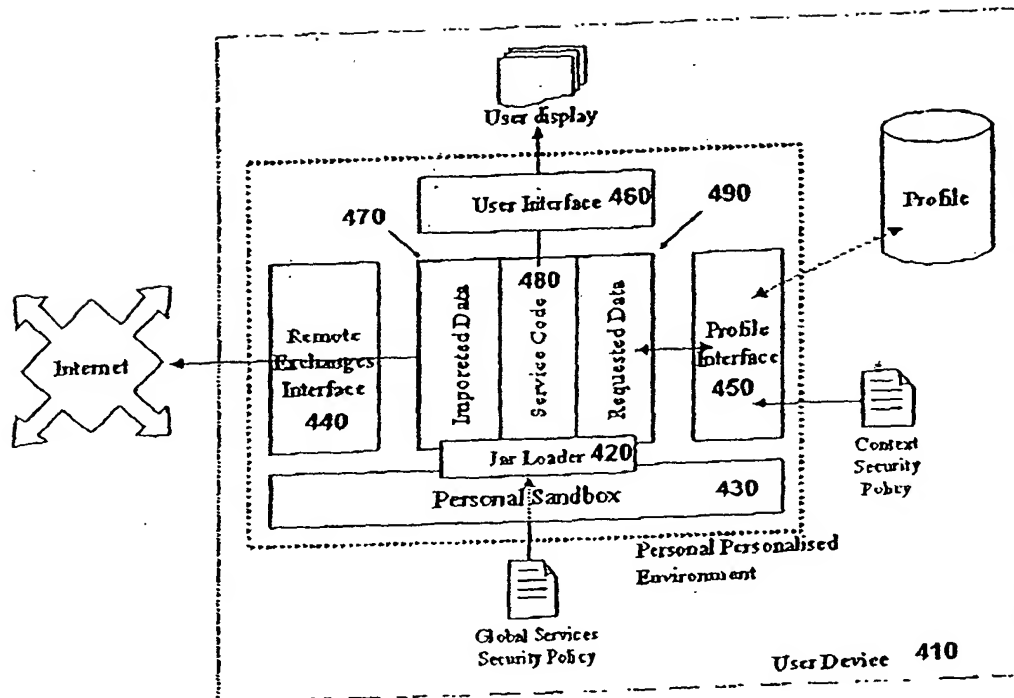 User display
Profile
User Interface 460
470
490
480
Imporeted Data
Service Code
Requested Data
Remote
Exchanges
Interface
440
Profile
Interface
450
Internet
Jar Loader 420
Personal Sandbox 430
Context
Security
Policy
Personal Personalised
Environment
Global Services
Security Policy
User Device 410